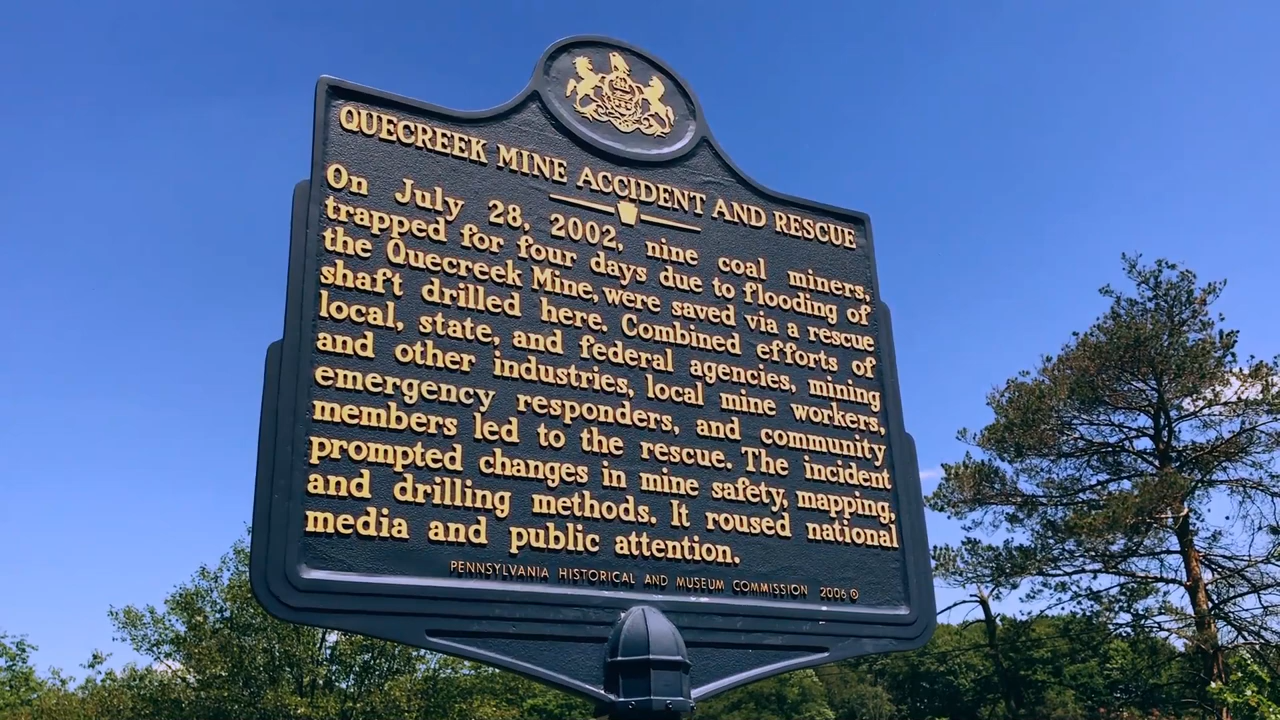 QUECREEK MINE ACCIDENT AND RESCUE
On July 28, 2002, nine coal miners,
trapped for four days due to flooding of
the Quecreek Mine, were saved via a rescue
shaft drilled here. Combined efforts of
local, state, and federal agencies, mining
and other industries, local mine workers,
emergency responders, and community
members led to the rescue. The incident
prompted changes in mine safety, mapping,
and drilling methods. It roused national
media and public attention.
PENNSYLVANIA HISTORICAL AND MUSEUM COMMISSION 2006 ©